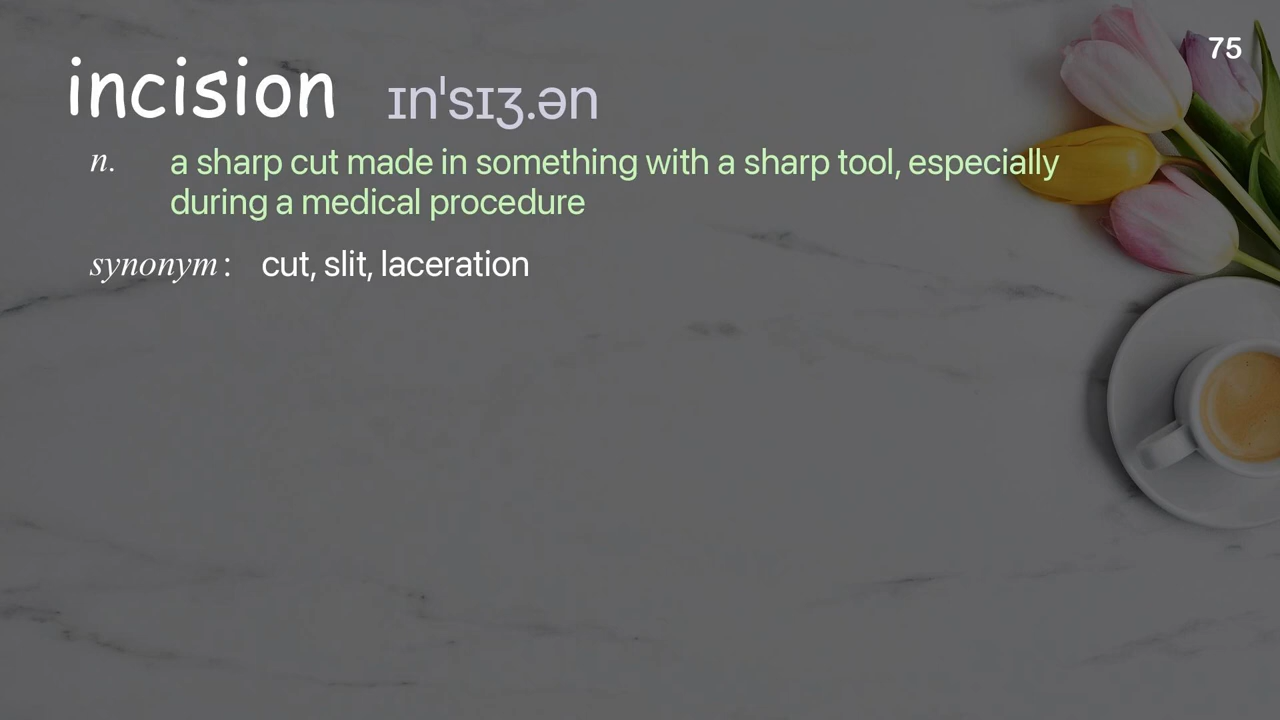 75
incision ɪnˈsɪʒ.ən
n. a sharp cut made in something with a sharp tool, especially
during a medical procedure
synonym : cut, slit, laceration